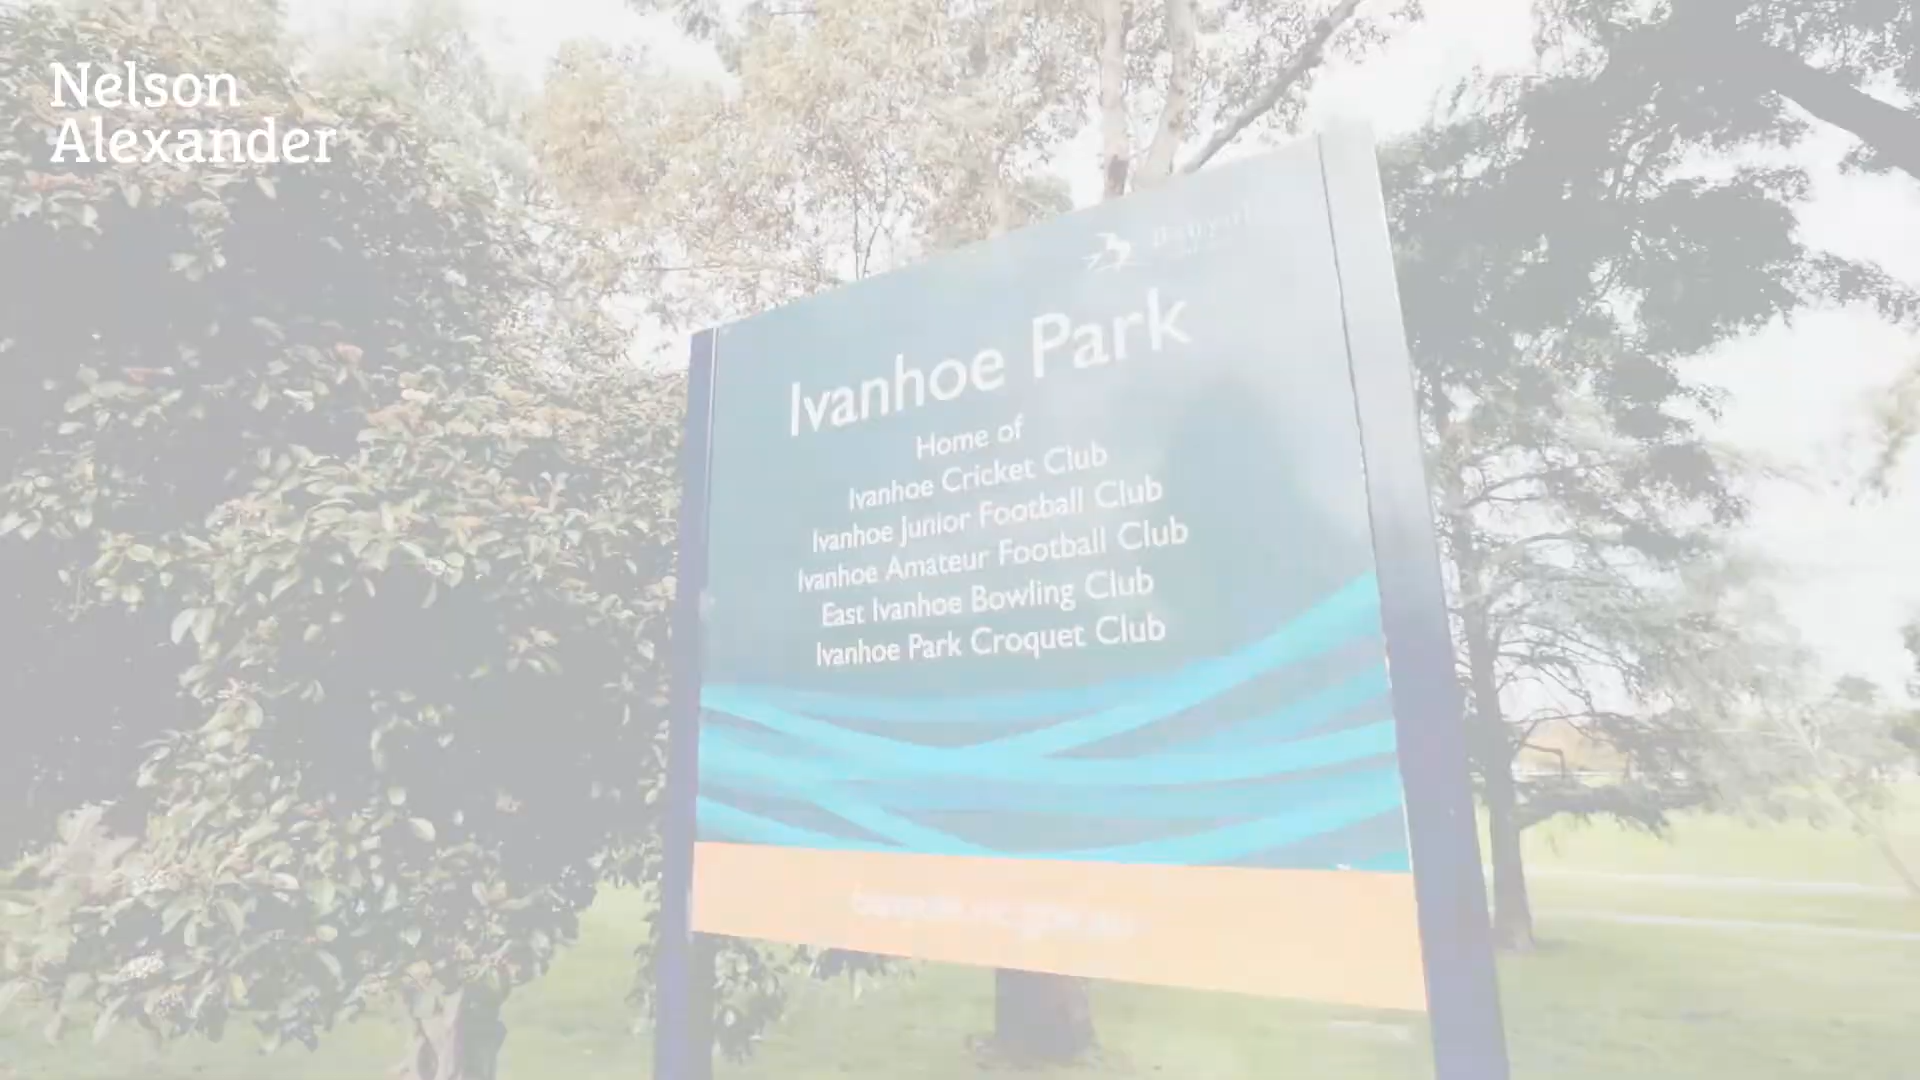 Nelson
Alexander
Banyule
Ivanhoe Park
Home of
Ivanhoe Cricket Club
Ivanhoe Junior Football Club
Ivanhoe Amateur Football Club
East Ivanhoe Bowling Club
Ivanhoe Park Croquet Club